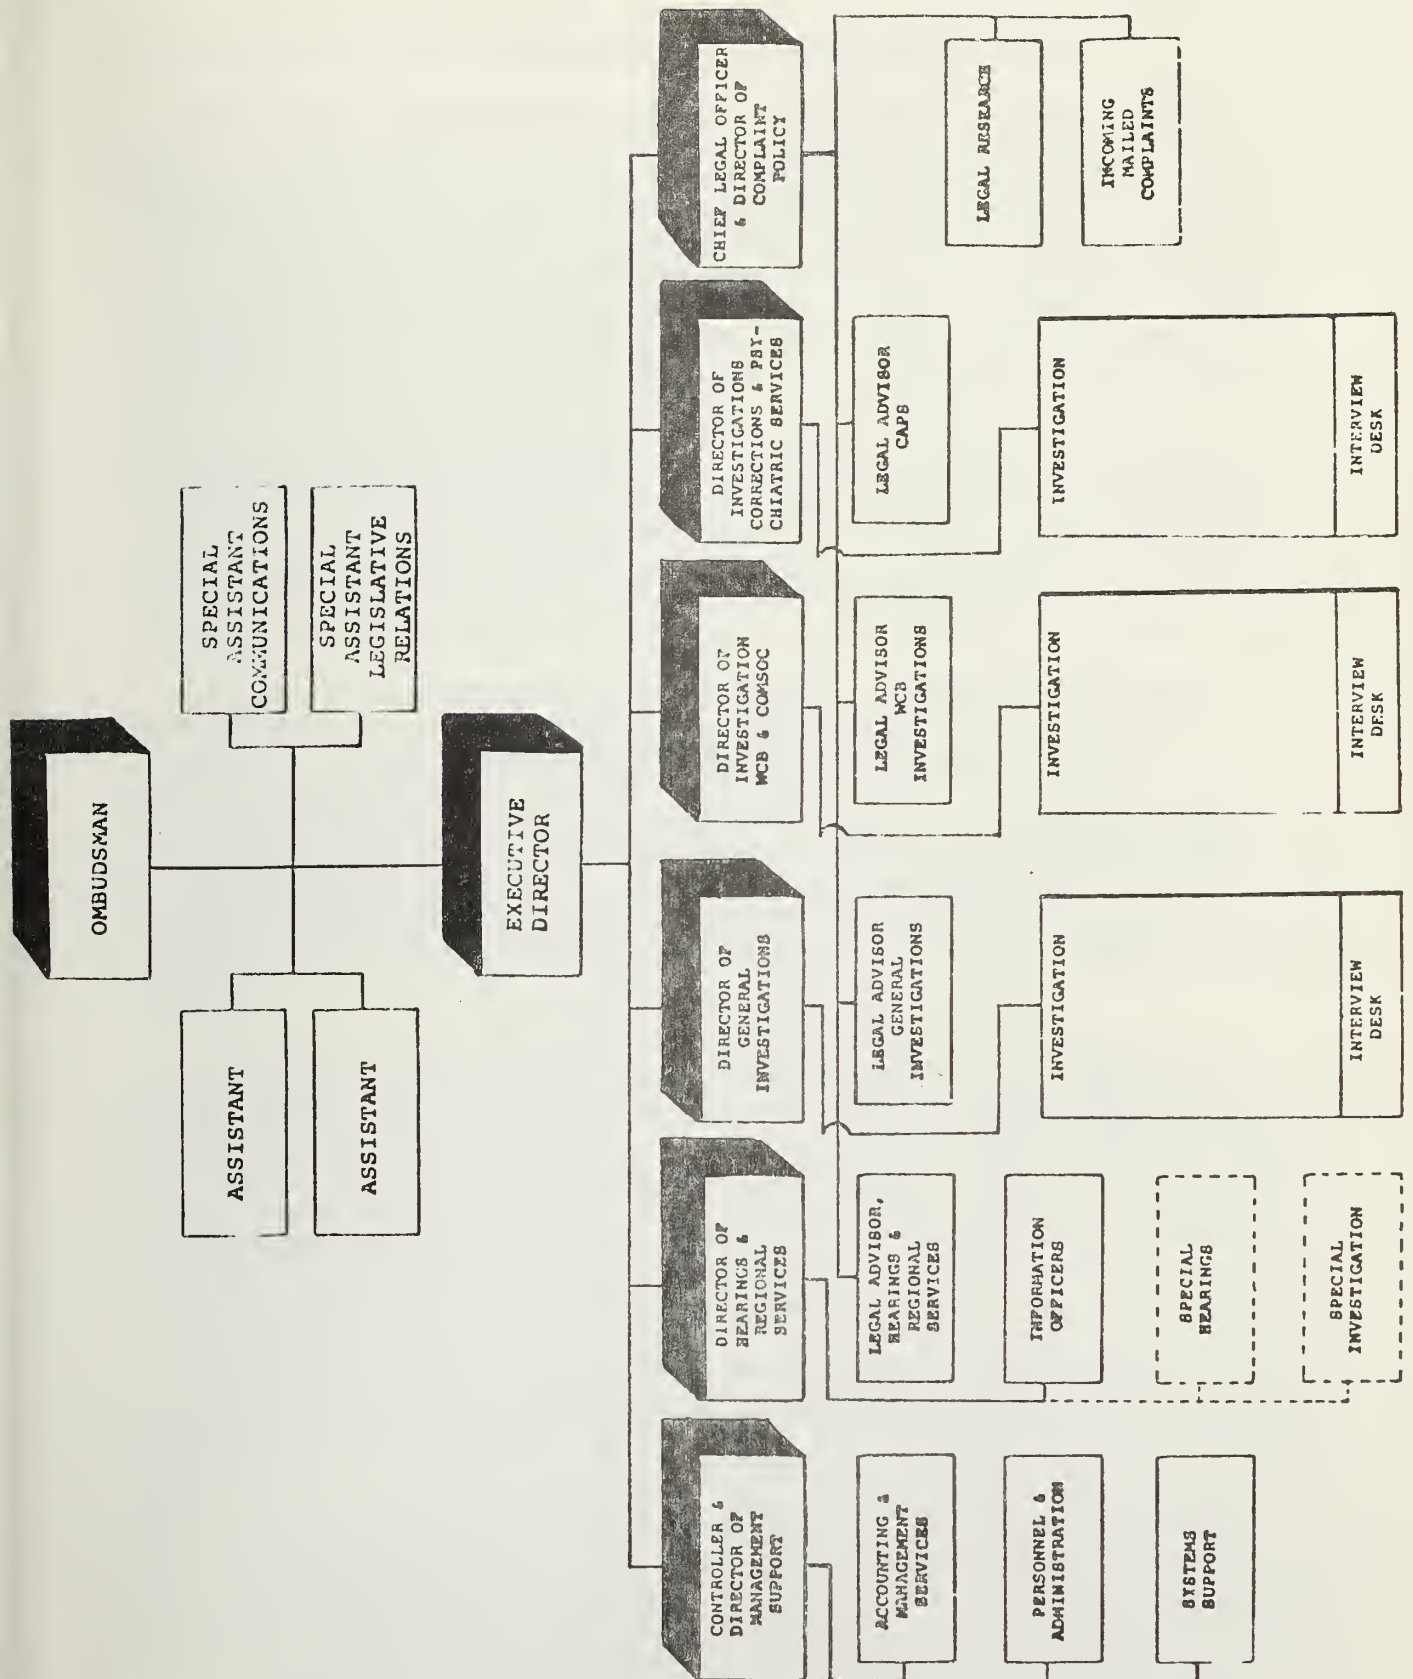 OMBUDSMAN
ASSISTANT
ASSISTANT
SPECIAL
ASSISTANT
COMMUNICATIONS
SPECIAL
ASSISTANT
LEGISLATIVE
RELATIONS
EXECUTIVE
DIRECTOR
CONTROLLER &
DIRECTOR OF
MANAGEMENT
SUPPORT
DIRECTOR OF
HEARINGS &
REGIONAL
SERVICES
DIRECTOR OF
GENERAL
INVESTIGATIONS
DIRECTOR OF
INVESTIGATION
WCB & COMSOC
DIRECTOR OF
INVESTIGATIONS
CORRECTIONS & PSY-
CHIATRIC SERVICES
CHIEF LEGAL OFFICER
& DIRECTOR OF
COMPLAINT
POLICY
ACCOUNTING &
MANAGEMENT
SERVICES
LEGAL ADVISOR,
HEARINGS &
REGIONAL
SERVICES
LEGAL ADVISOR
GENERAL
INVESTIGATIONS
LEGAL ADVISOR
WCB
INVESTIGATIONS
LEGAL ADVISOR
CAPS
LEGAL RESEARCH
PERSONNEL &
ADMINISTRATION
INFORMATION
OFFICERS
INVESTIGATION
INVESTIGATION
INVESTIGATION
INCOMING
MAILED
COMPLAINTS
SYSTEMS
SUPPORT
SPECIAL
HEARINGS
SPECIAL
INVESTIGATION
INTERVIEW
DESK
INTERVIEW
DESK
INTERVIEW
DESK